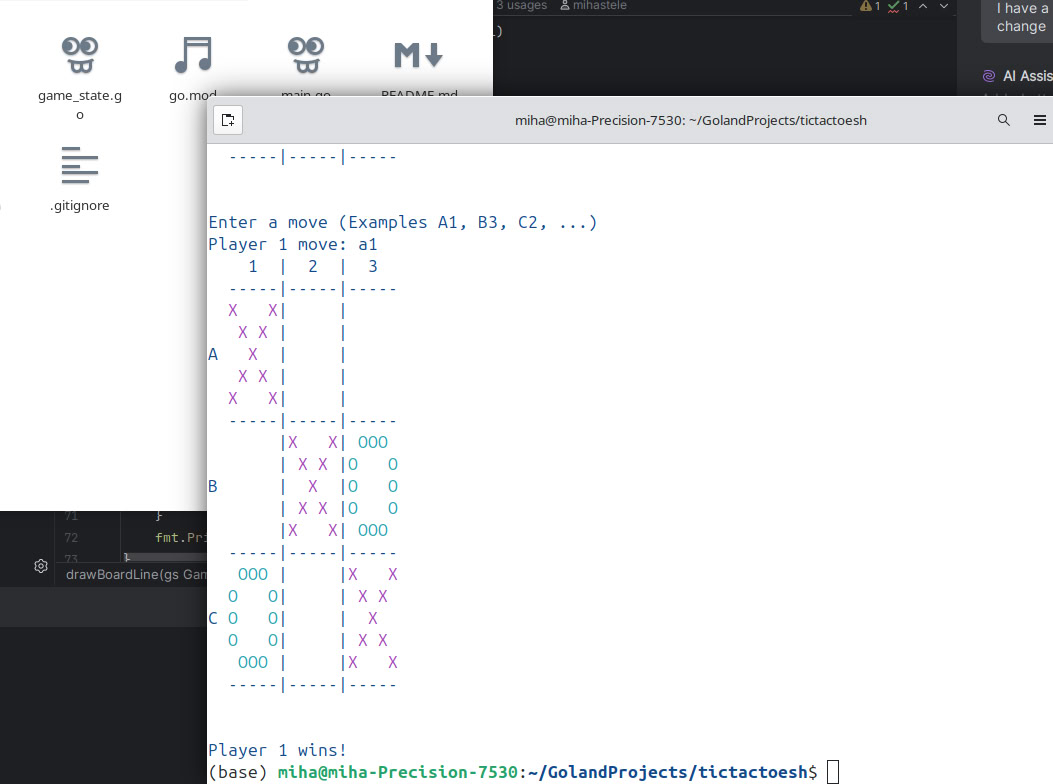 3 usages mihastele
1 1
I have a
change
AI Assis
game_state.g
o
go.mod
main.go
README.md
.gitignore
miha@miha-Precision-7530: ~/GolandProjects/tictactoesh
-----|-----|-----
Enter a move (Examples A1, B3, C2, ...)
Player 1 move: a1
1 | 2 | 3
-----|-----|-----
X   X|     |
 X X |     |
A   X  |     |
 X X |     |
X   X|     |
-----|-----|-----
     |X   X| OOO
     | X X |O   O
B      |  X  |O   O
     | X X |O   O
     |X   X| OOO
-----|-----|-----
 OOO |     |X   X
O   O|     | X X
C O   O|     |  X
O   O|     | X X
 OOO |     |X   X
-----|-----|-----
Player 1 wins!
(base) miha@miha-Precision-7530:~/GolandProjects/tictactoesh$
71 }
72 fmt.Pri
73 }
drawBoardLine(gs Gam